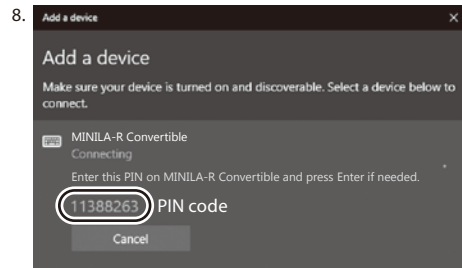 8.
Add a device
Add a device
Make sure your device is turned on and discoverable. Select a device below to
connect.
MINILA-R Convertible
Connecting
Enter this PIN on MINILA-R Convertible and press Enter if needed.
11388263 PIN code
Cancel